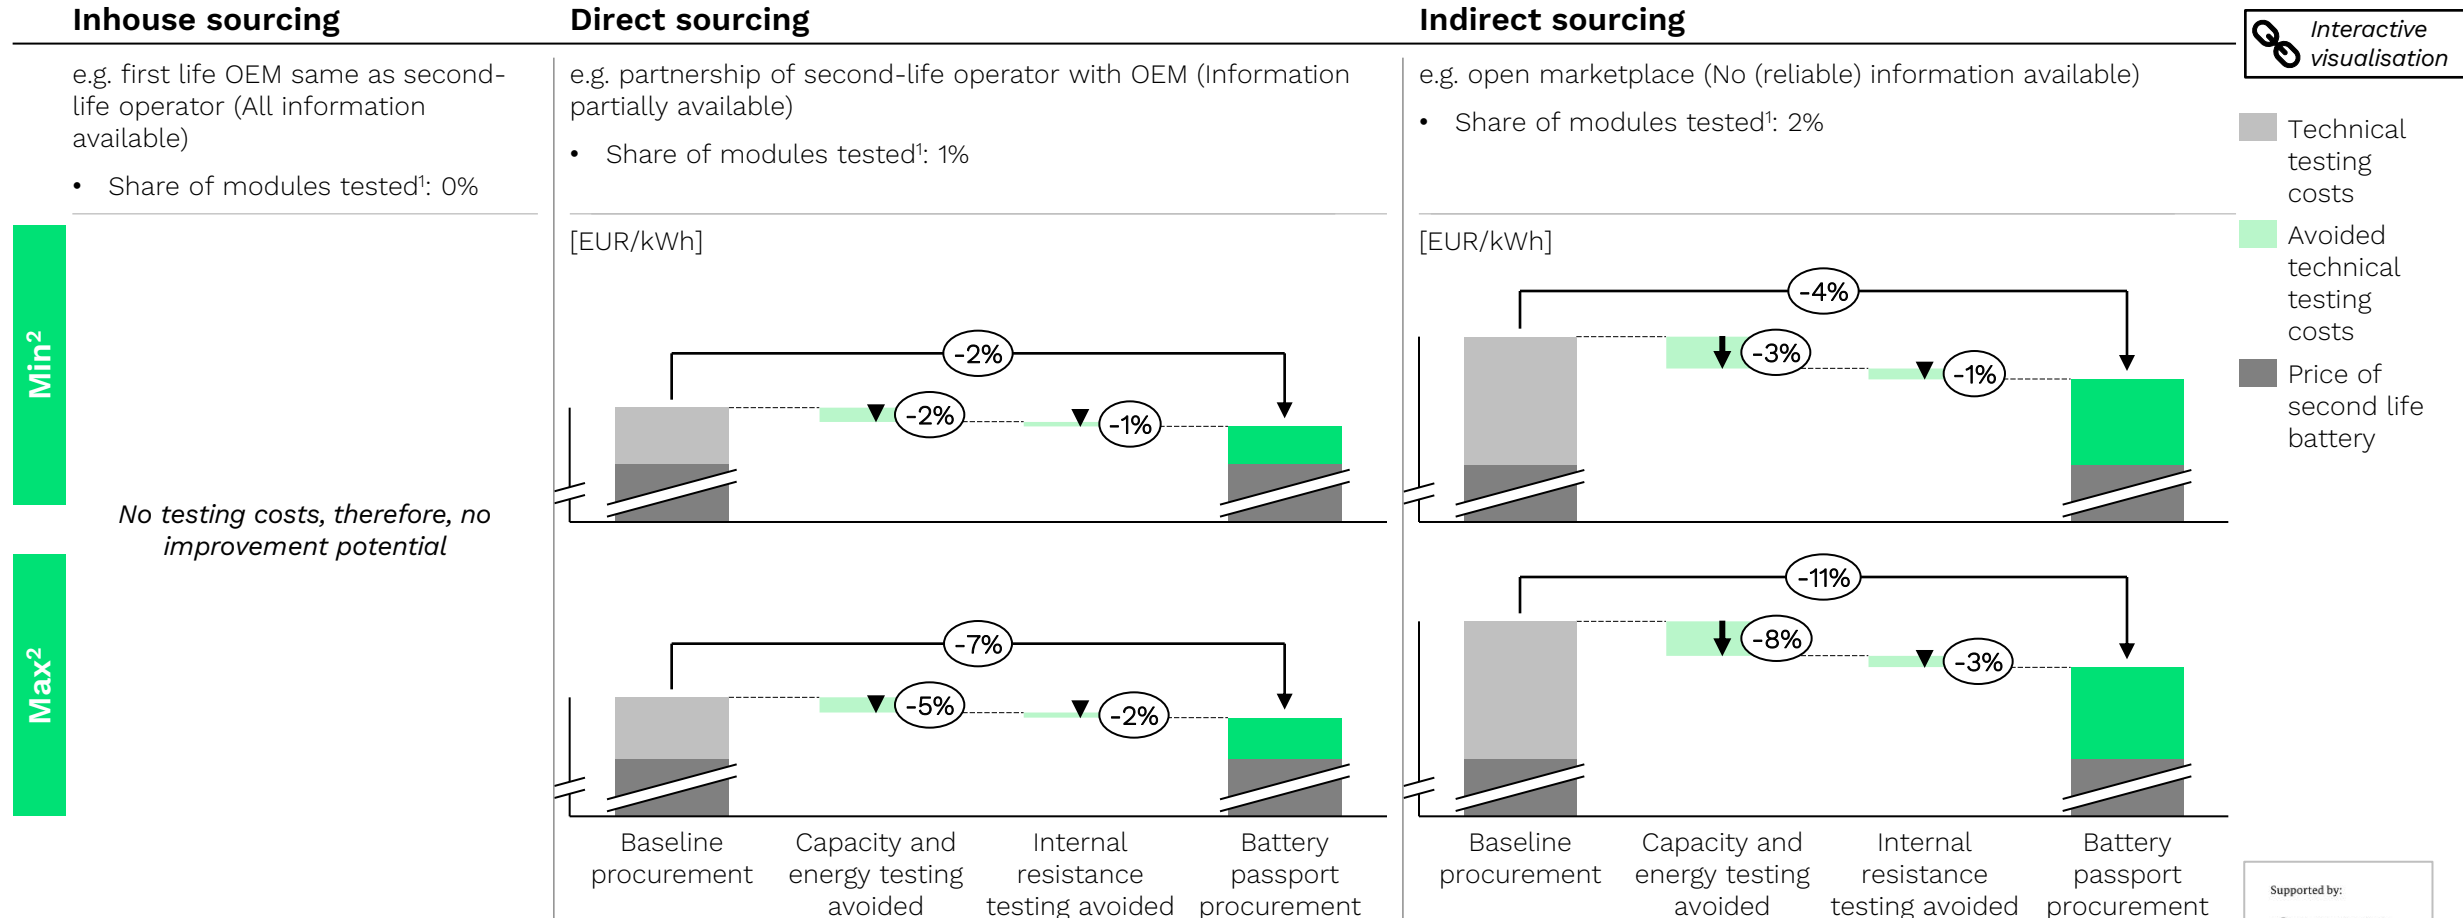 Inhouse sourcing
Direct sourcing
Indirect sourcing
Interactive
visualisation
e.g. first life OEM same as second-
life operator (All information
available)
• Share of modules tested¹: 0%
e.g. partnership of second-life operator with OEM (Information
partially available)
• Share of modules tested¹: 1%
e.g. open marketplace (No (reliable) information available)
• Share of modules tested¹: 2%
Technical
testing
costs
Avoided
technical
testing
costs
Price of
second life
battery
Min²
Max²
No testing costs, therefore, no
improvement potential
[EUR/kWh]
-2%
-2%
-1%
[EUR/kWh]
-4%
-3%
-1%
-7%
-5%
-2%
-11%
-8%
-3%
Baseline
procurement
Capacity and
energy testing
avoided
Internal
resistance
testing avoided
Battery
passport
procurement
Baseline
procurement
Capacity and
energy testing
avoided
Internal
resistance
testing avoided
Battery
passport
procurement
Supported by: